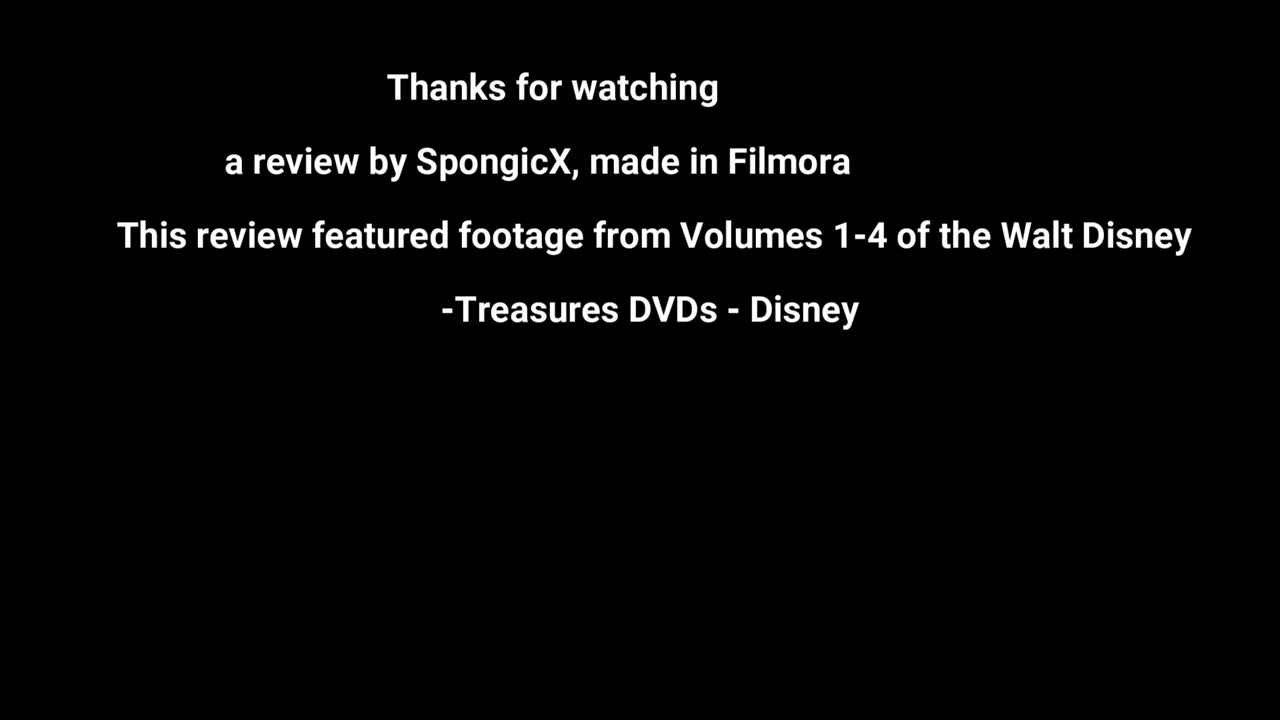 Thanks for watching
a review by SpongicX, made in Filmora
This review featured footage from Volumes 1-4 of the Walt Disney
-Treasures DVDs - Disney